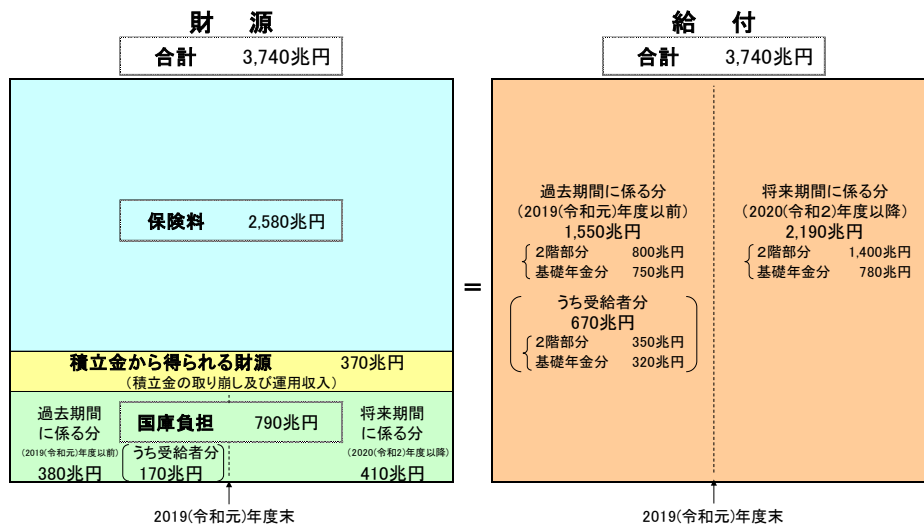 財　源
合計　3,740兆円
保険料　2,580兆円
積立金から得られる財源　370兆円
(積立金の取り崩し及び運用収入)
過去期間
に係る分
(2019(令和元)年度以前)
380兆円
国庫負担　790兆円
うち受給者分
170兆円
将来期間
に係る分
(2020(令和2)年度以降)
410兆円
2019(令和元)年度末
＝
給　付
合計　3,740兆円
過去期間に係る分
(2019(令和元)年度以前)
1,550兆円
2階部分　800兆円
基礎年金分　750兆円
うち受給者分
670兆円
2階部分　350兆円
基礎年金分　320兆円
将来期間に係る分
(2020(令和2)年度以降)
2,190兆円
2階部分　1,400兆円
基礎年金分　780兆円
2019(令和元)年度末